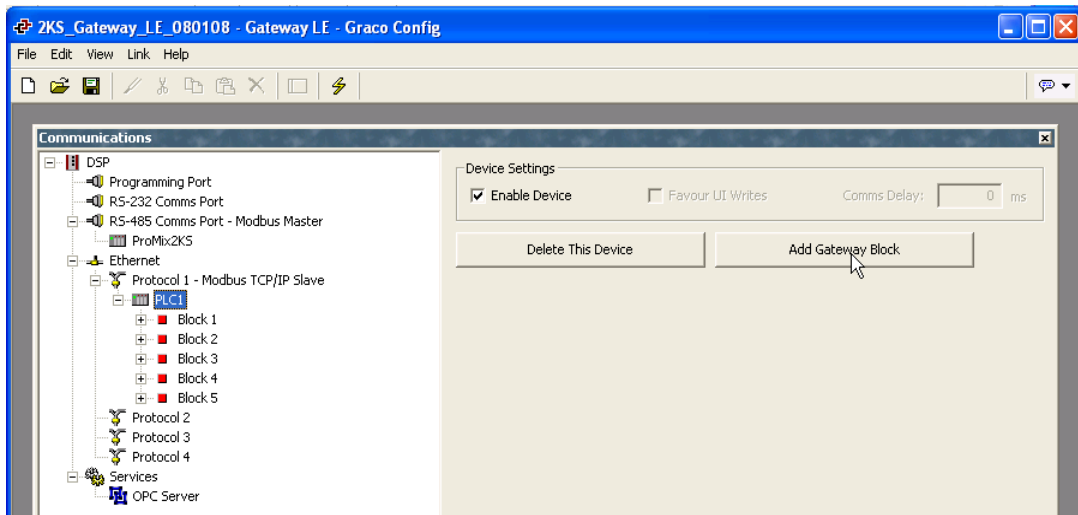 2KS_Gateway_LE_080108 - Gateway LE - Graco Config
File Edit View Link Help
Communications
DSP
Programming Port
RS-232 Comms Port
RS-485 Comms Port - Modbus Master
ProMix2KS
Ethernet
Protocol 1 - Modbus TCP/IP Slave
PLC1
Block 1
Block 2
Block 3
Block 4
Block 5
Protocol 2
Protocol 3
Protocol 4
Services
OPC Server
Device Settings
Enable Device Favour UI Writes Comms Delay: 0 ms
Delete This Device Add Gateway Block